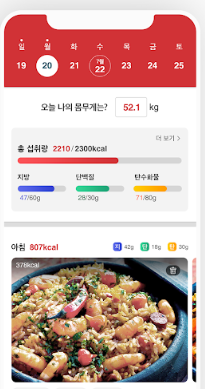 일 월 화 수 목 금 토
19 20 21 7월 22 23 24 25
오늘 나의 몸무게는? 52.1 kg
더 보기 >
총 섭취량 2210/2300kcal
지방 단백질 탄수화물
47/60g 28/30g 71/80g
아침 807kcal 지 42g 단 18g 탄 30g
378kcal